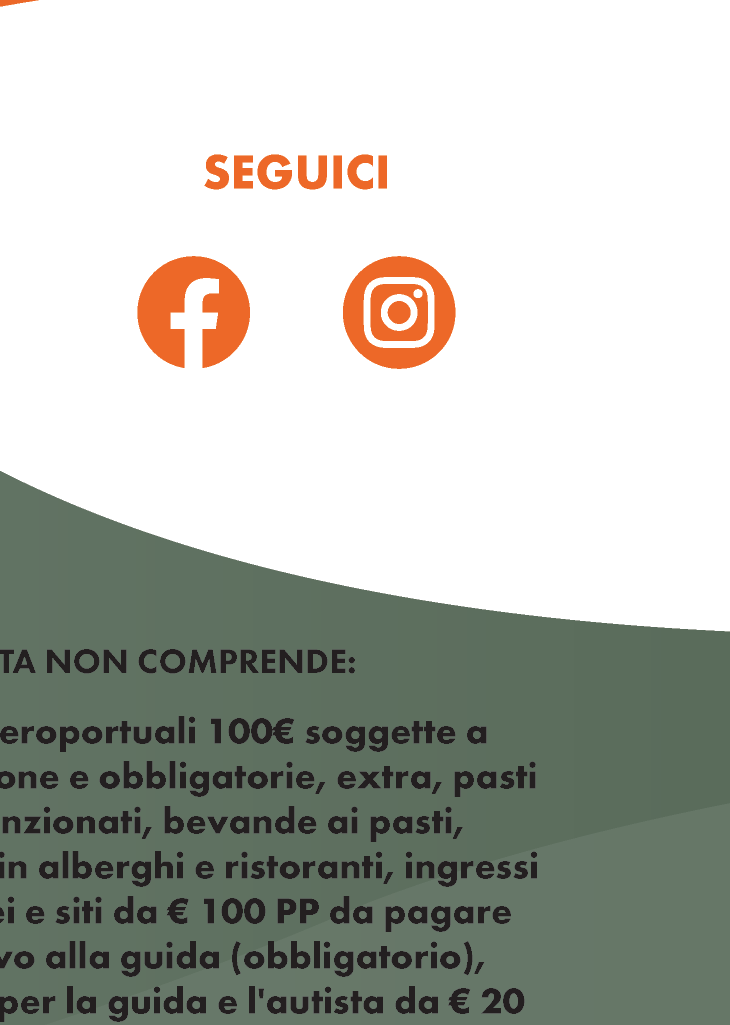 SEGUICI
TA NON COMPRENDE:
eroportuali 100€ soggette a
one e obbligatorie, extra, pasti
nzionati, bevande ai pasti,
in alberghi e ristoranti, ingressi
ei e siti da € 100 PP da pagare
vo alla guida (obbligatorio),
per la guida e l'autista da € 20